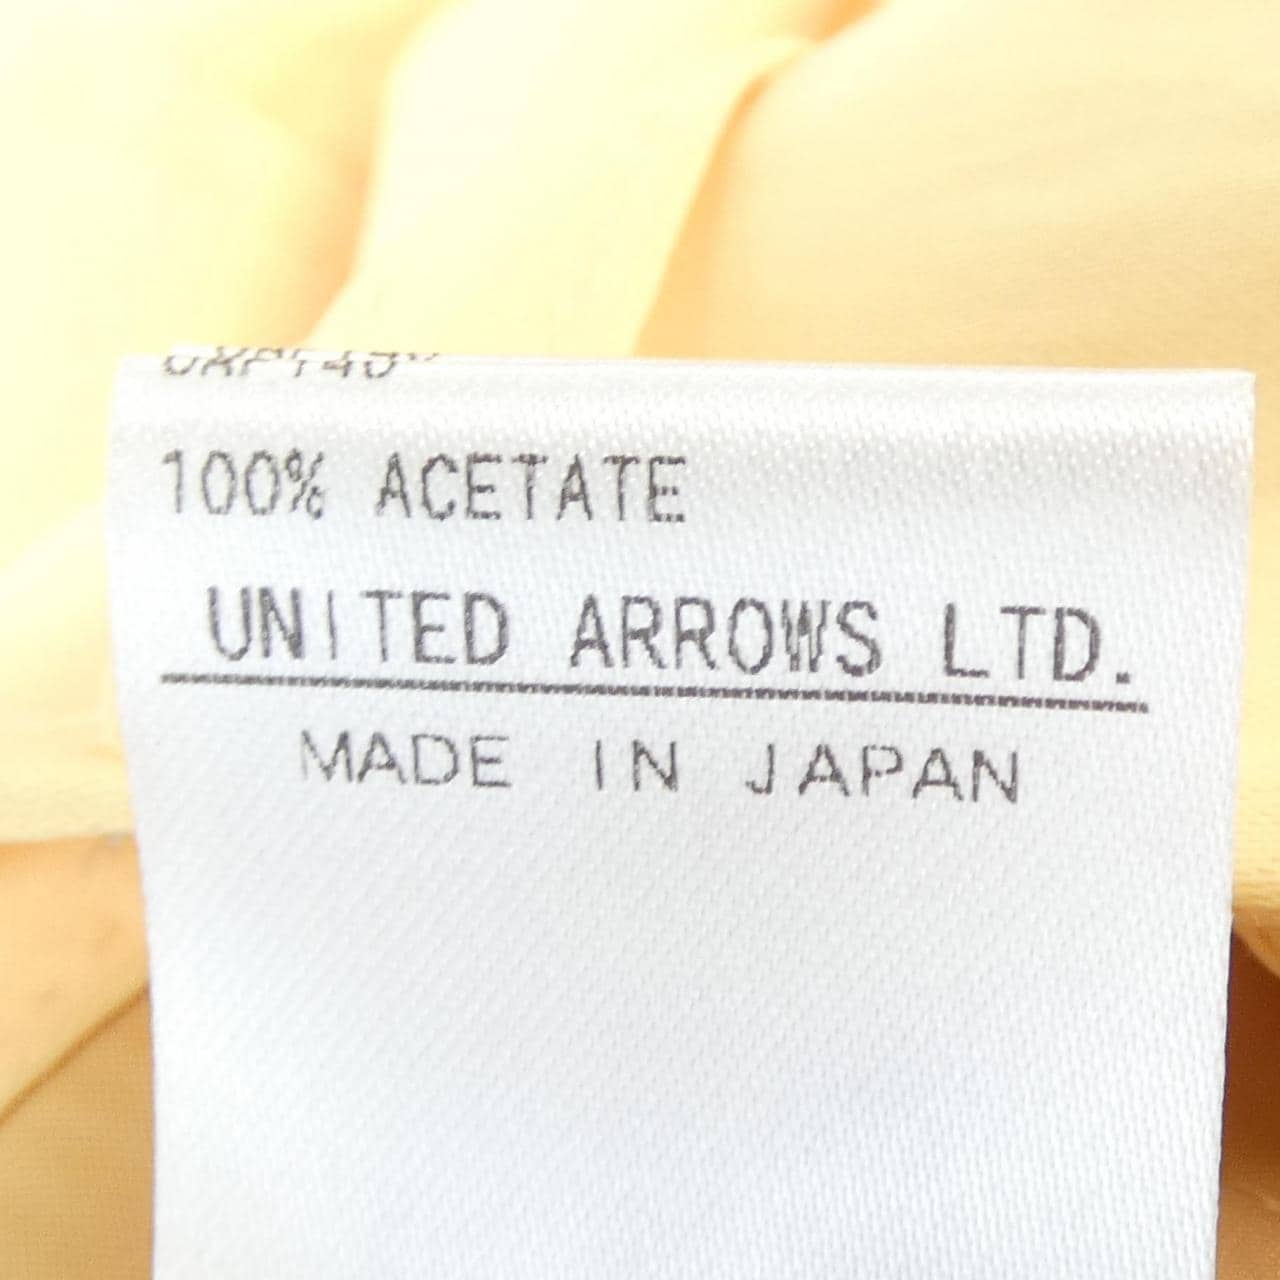 100% ACETATE
UNITED ARROWS LTD.
MADE IN JAPAN